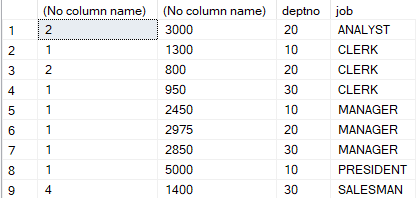 (No column name) (No column name) deptno job
1 2 3000 20 ANALYST
2 1 1300 10 CLERK
3 2 800 20 CLERK
4 1 950 30 CLERK
5 1 2450 10 MANAGER
6 1 2975 20 MANAGER
7 1 2850 30 MANAGER
8 1 5000 10 PRESIDENT
9 4 1400 30 SALESMAN